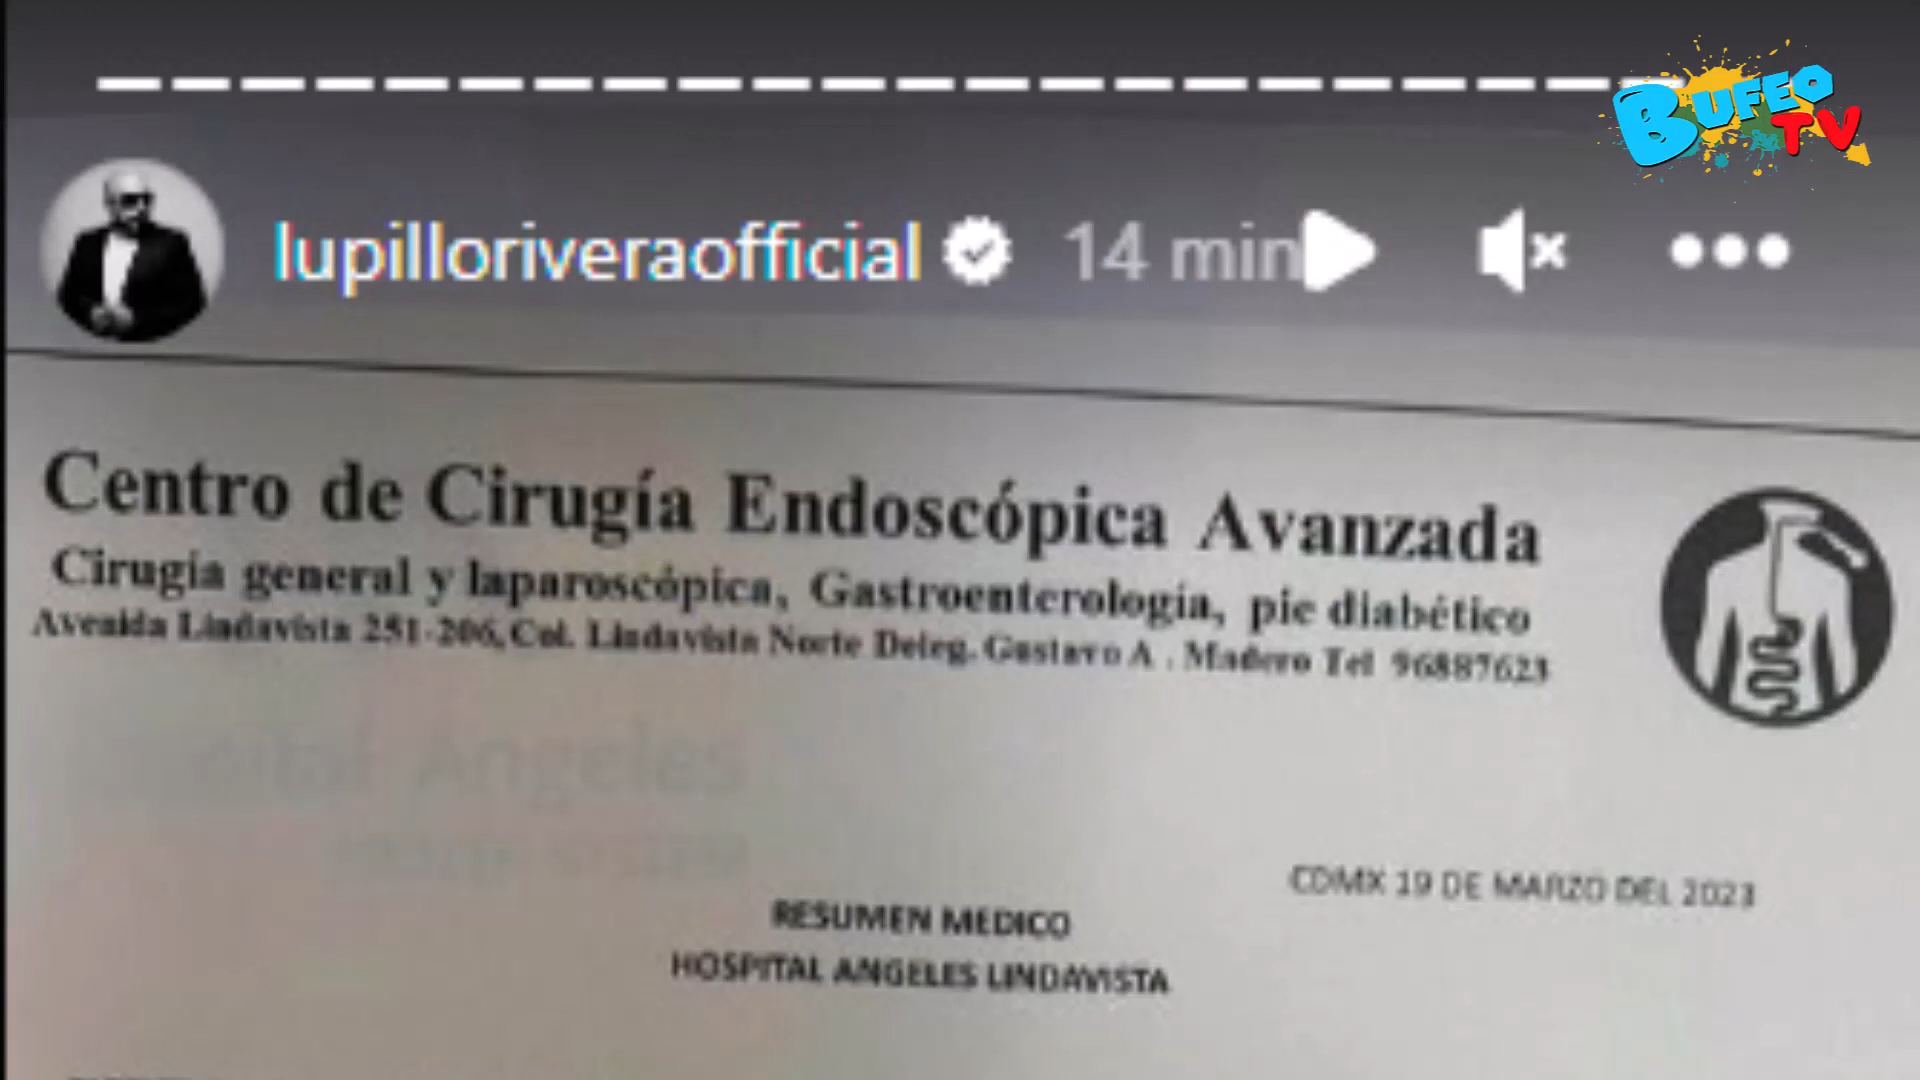 BUFEO
TV
lupilloriveraofficial 14 min
Centro de Cirugía Endoscópica Avanzada
Cirugía general y laparoscópica, Gastroenterología, pie diabético
Avenida Lindavista 251-206, Col. Lindavista Norte Deleg. Gustavo A . Madero Tel 96887623
Angeles
CDMX 19 DE MARZO DEL 2023
RESUMEN MEDICO
HOSPITAL ANGELES LINDAVISTA